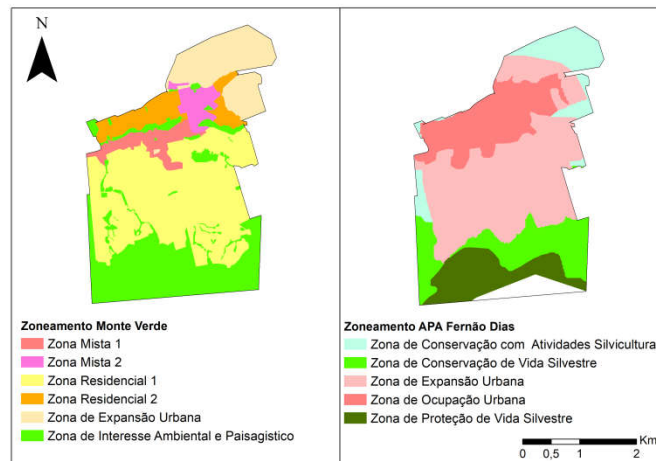 N
Zoneamento Monte Verde
Zona Mista 1
Zona Mista 2
Zona Residencial 1
Zona Residencial 2
Zona de Expansão Urbana
Zona de Interesse Ambiental e Paisagistico
Zoneamento APA Fernão Dias
Zona de Conservação com Atividades Silvicultura
Zona de Conservação de Vida Silvestre
Zona de Expansão Urbana
Zona de Ocupação Urbana
Zona de Proteção de Vida Silvestre
Km
0 0,5 1 2